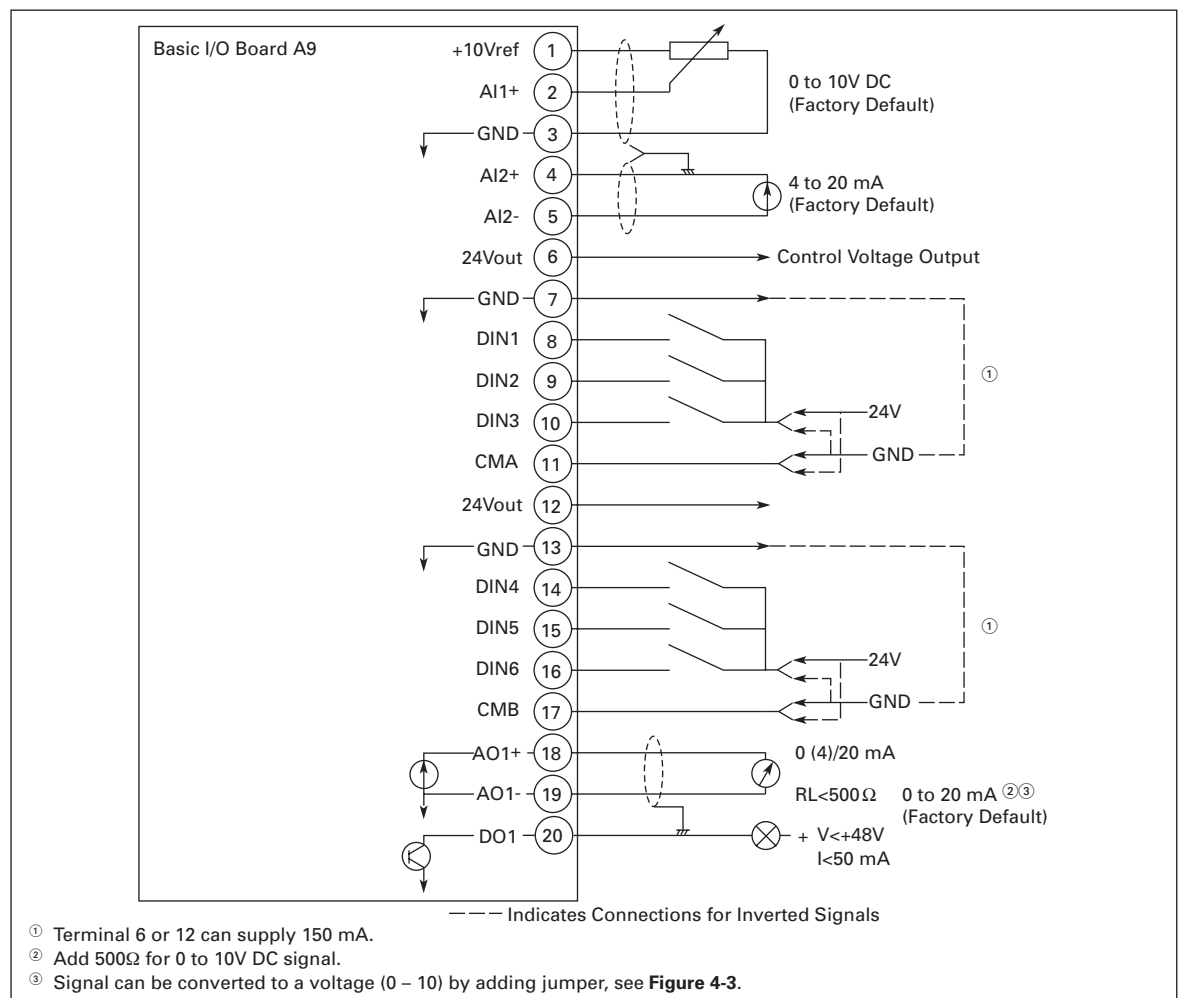 Basic I/O Board A9
+10Vref 1
AI1+ 2
0 to 10V DC
(Factory Default)
GND 3
AI2+ 4
4 to 20 mA
(Factory Default)
AI2- 5
24Vout 6 Control Voltage Output
GND 7
DIN1 8
DIN2 9
①
DIN3 10
24V
CMA 11
GND
24Vout 12
GND 13
DIN4 14
DIN5 15
①
DIN6 16
24V
CMB 17
GND
AO1+ 18 0 (4)/20 mA
AO1- 19 RL<500Ω 0 to 20 mA ②③
(Factory Default)
DO1 20 + V<+48V
I<50 mA
Indicates Connections for Inverted Signals
① Terminal 6 or 12 can supply 150 mA.
② Add 500Ω for 0 to 10V DC signal.
③ Signal can be converted to a voltage (0 – 10) by adding jumper, see Figure 4-3.